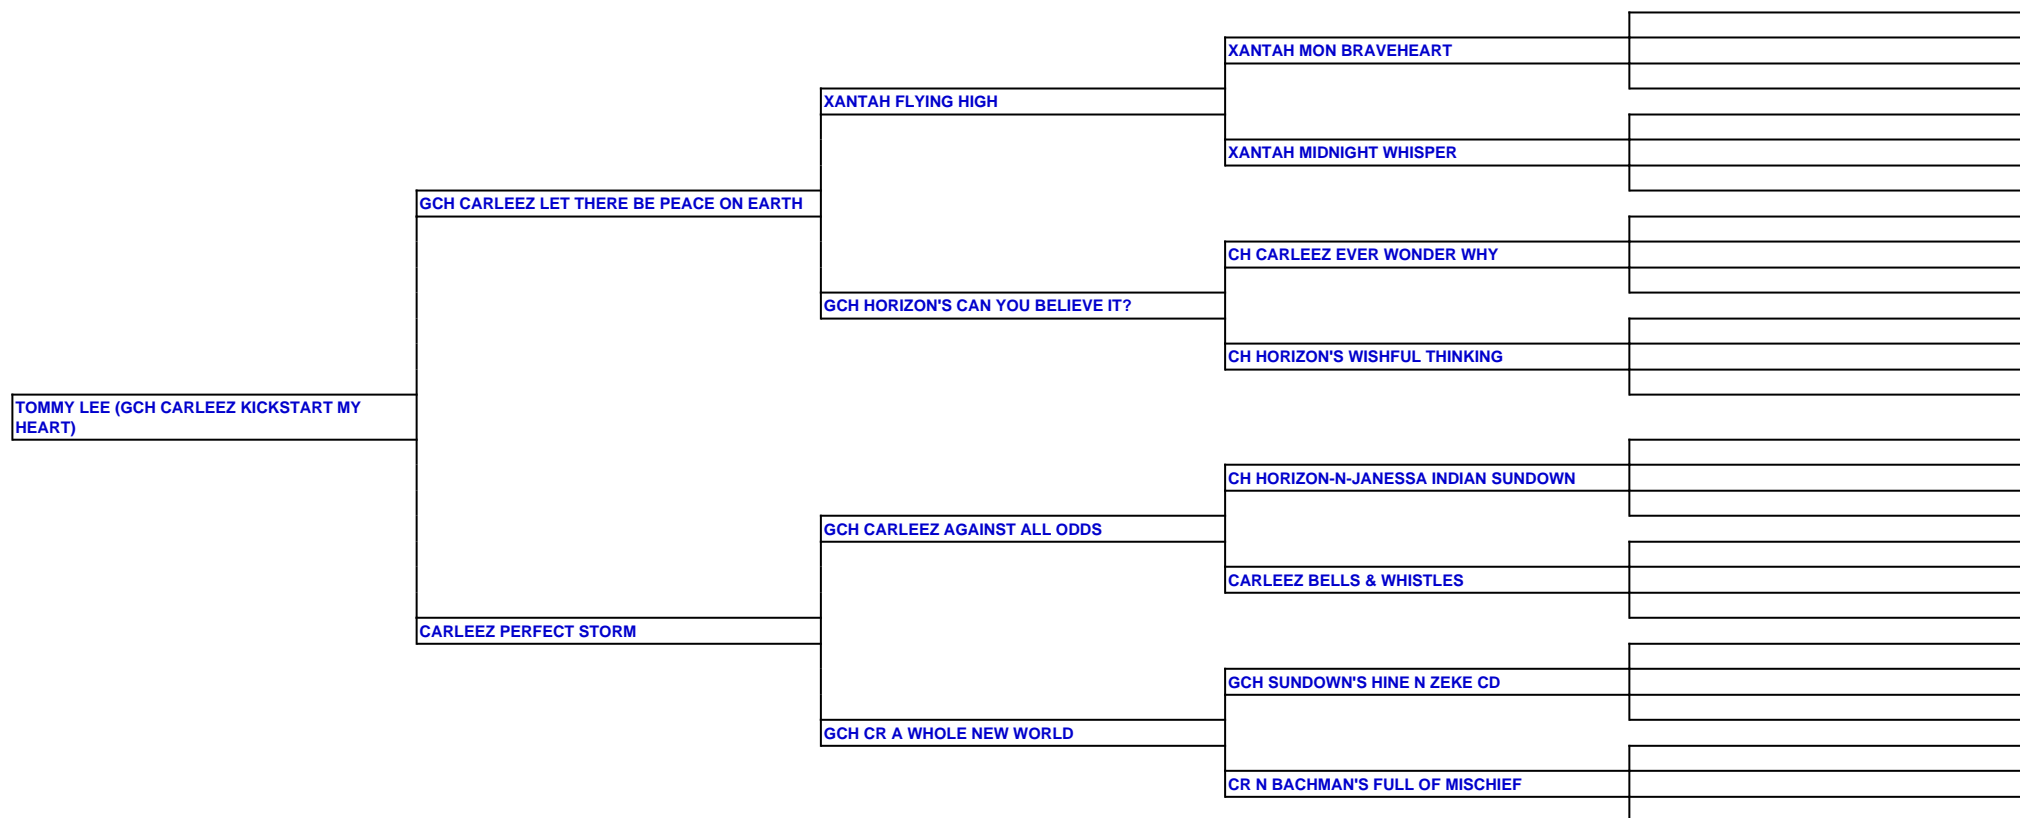 XANTAH MON BRAVEHEART
XANTAH FLYING HIGH
XANTAH MIDNIGHT WHISPER
GCH CARLEEZ LET THERE BE PEACE ON EARTH
CH CARLEEZ EVER WONDER WHY
GCH HORIZON'S CAN YOU BELIEVE IT?
CH HORIZON'S WISHFUL THINKING
TOMMY LEE (GCH CARLEEZ KICKSTART MY
HEART)
CH HORIZON-N-JANESSA INDIAN SUNDOWN
GCH CARLEEZ AGAINST ALL ODDS
CARLEEZ BELLS & WHISTLES
CARLEEZ PERFECT STORM
GCH SUNDOWN'S HINE N ZEKE CD
GCH CR A WHOLE NEW WORLD
CR N BACHMAN'S FULL OF MISCHIEF